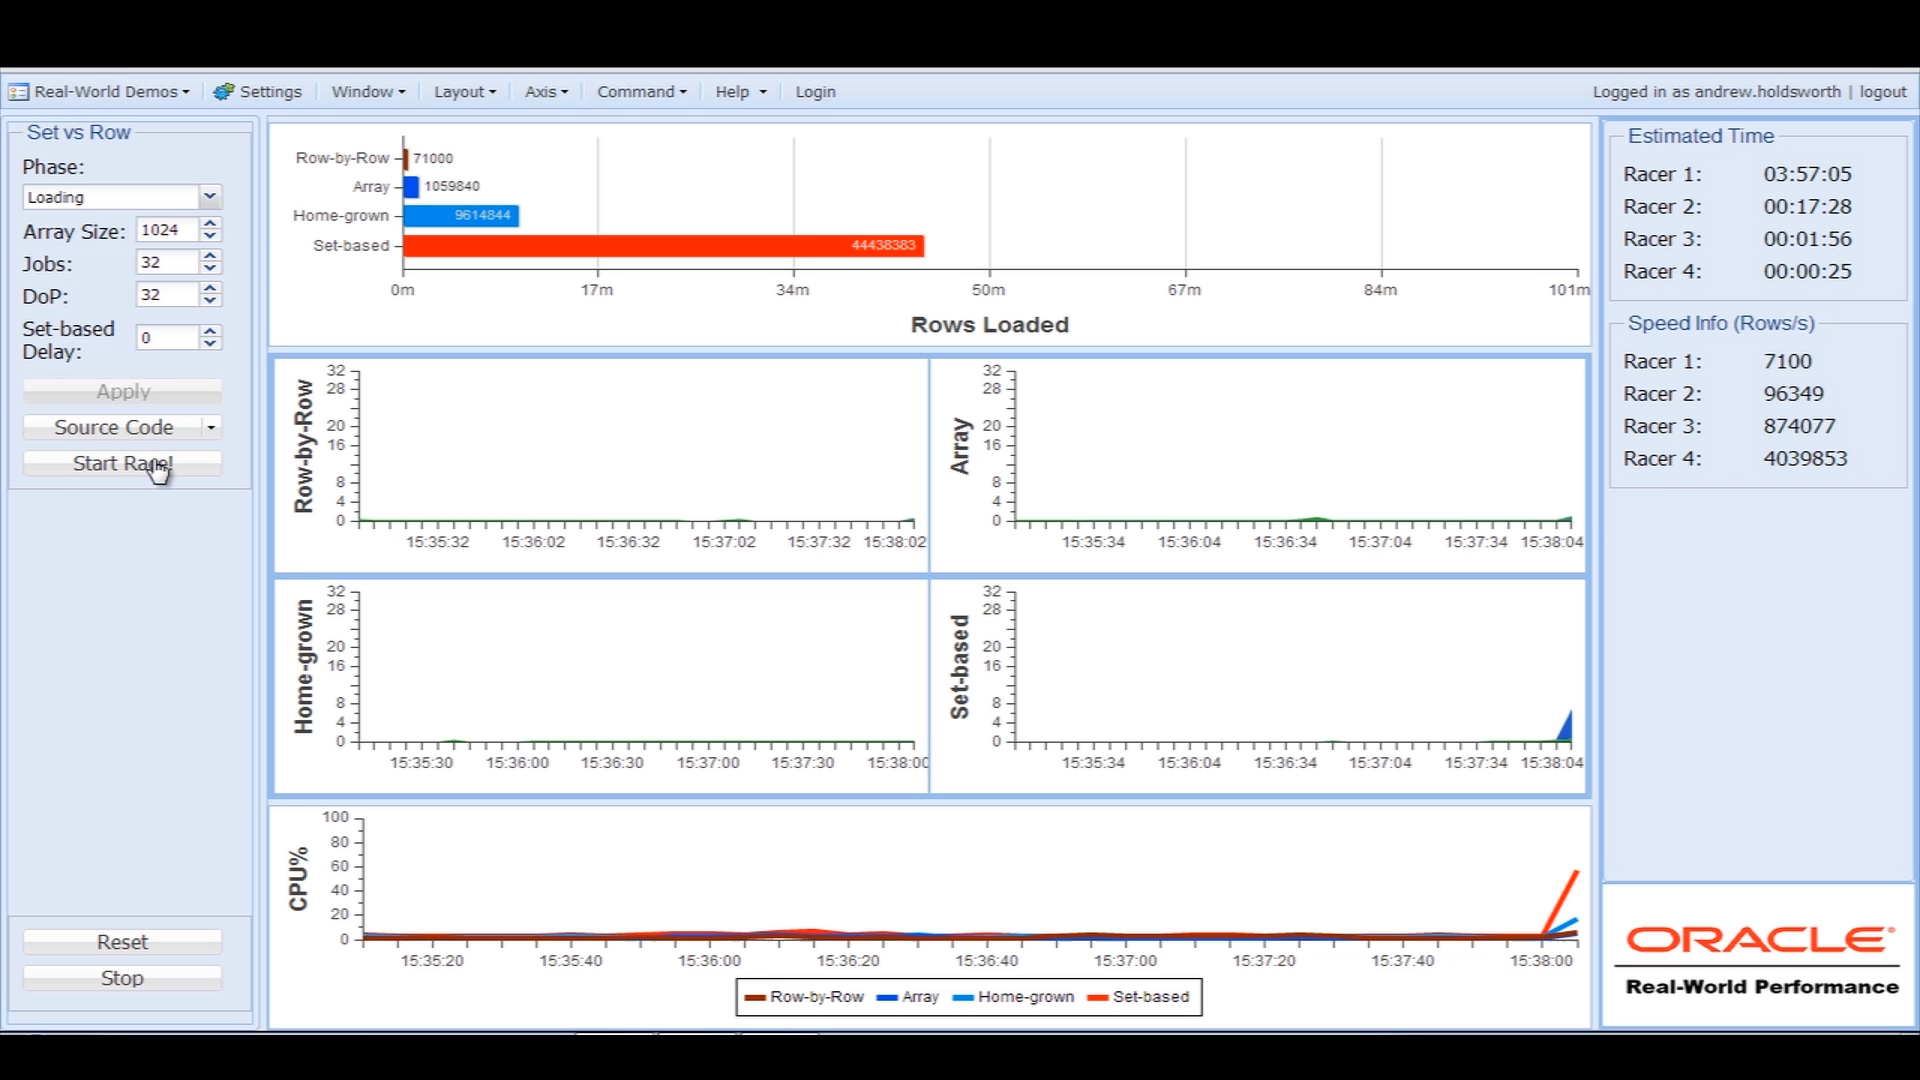 Real-World Demos Settings Window Layout Axis Command Help Login Logged in as andrew.holdsworth | logout
Set vs Row
Phase:
Loading
Array Size: 1024
Jobs: 32
DoP: 32
Set-based Delay: 0
Apply
Source Code
Start Race!
Reset
Stop
Row-by-Row 71000
Array 1059840
Home-grown 9614844
Set-based 44438383
0m 17m 34m 50m 67m 84m 101m
Rows Loaded
Row-by-Row
32
28
20
16
8
4
0
15:35:32 15:36:02 15:36:32 15:37:02 15:37:32 15:38:02
Array
32
28
20
16
8
4
0
15:35:34 15:36:04 15:36:34 15:37:04 15:37:34 15:38:04
Home-grown
32
28
20
16
8
4
0
15:35:30 15:36:00 15:36:30 15:37:00 15:37:30 15:38:00
Set-based
32
28
20
16
8
4
0
15:35:34 15:36:04 15:36:34 15:37:04 15:37:34 15:38:04
CPU%
100
80
60
40
20
0
15:35:20 15:35:40 15:36:00 15:36:20 15:36:40 15:37:00 15:37:20 15:37:40 15:38:00
Row-by-Row Array Home-grown Set-based
Estimated Time
Racer 1: 03:57:05
Racer 2: 00:17:28
Racer 3: 00:01:56
Racer 4: 00:00:25
Speed Info (Rows/s)
Racer 1: 7100
Racer 2: 96349
Racer 3: 874077
Racer 4: 4039853
ORACLE®
Real-World Performance